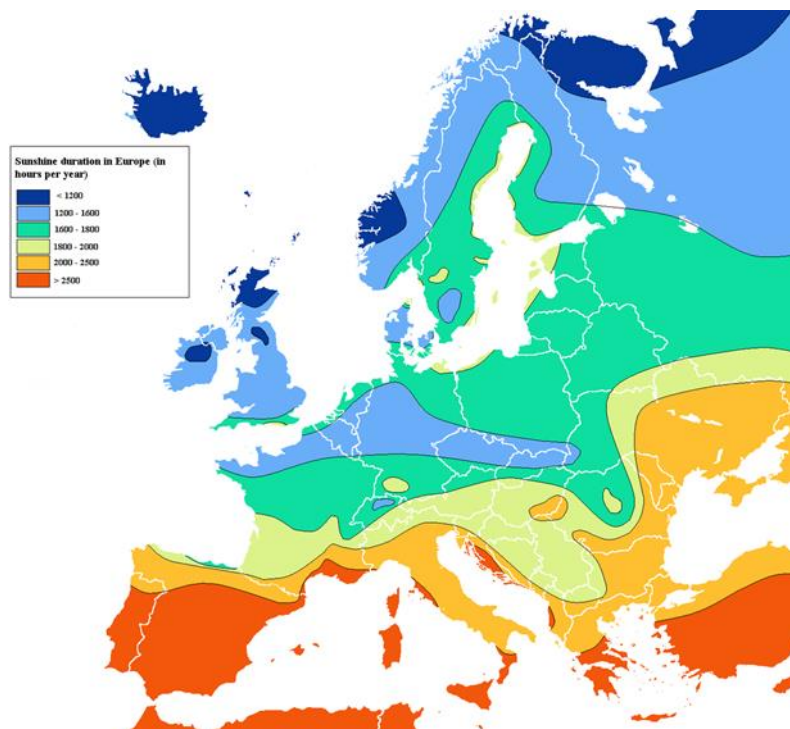 Sunshine duration in Europe (in
hours per year)
< 1200
1200 - 1600
1600 - 1800
1800 - 2000
2000 - 2500
> 2500